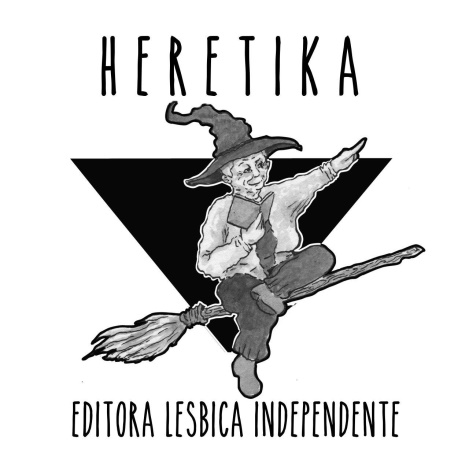 HERETIKA
EDITORA LESBICA INDEPENDENTE